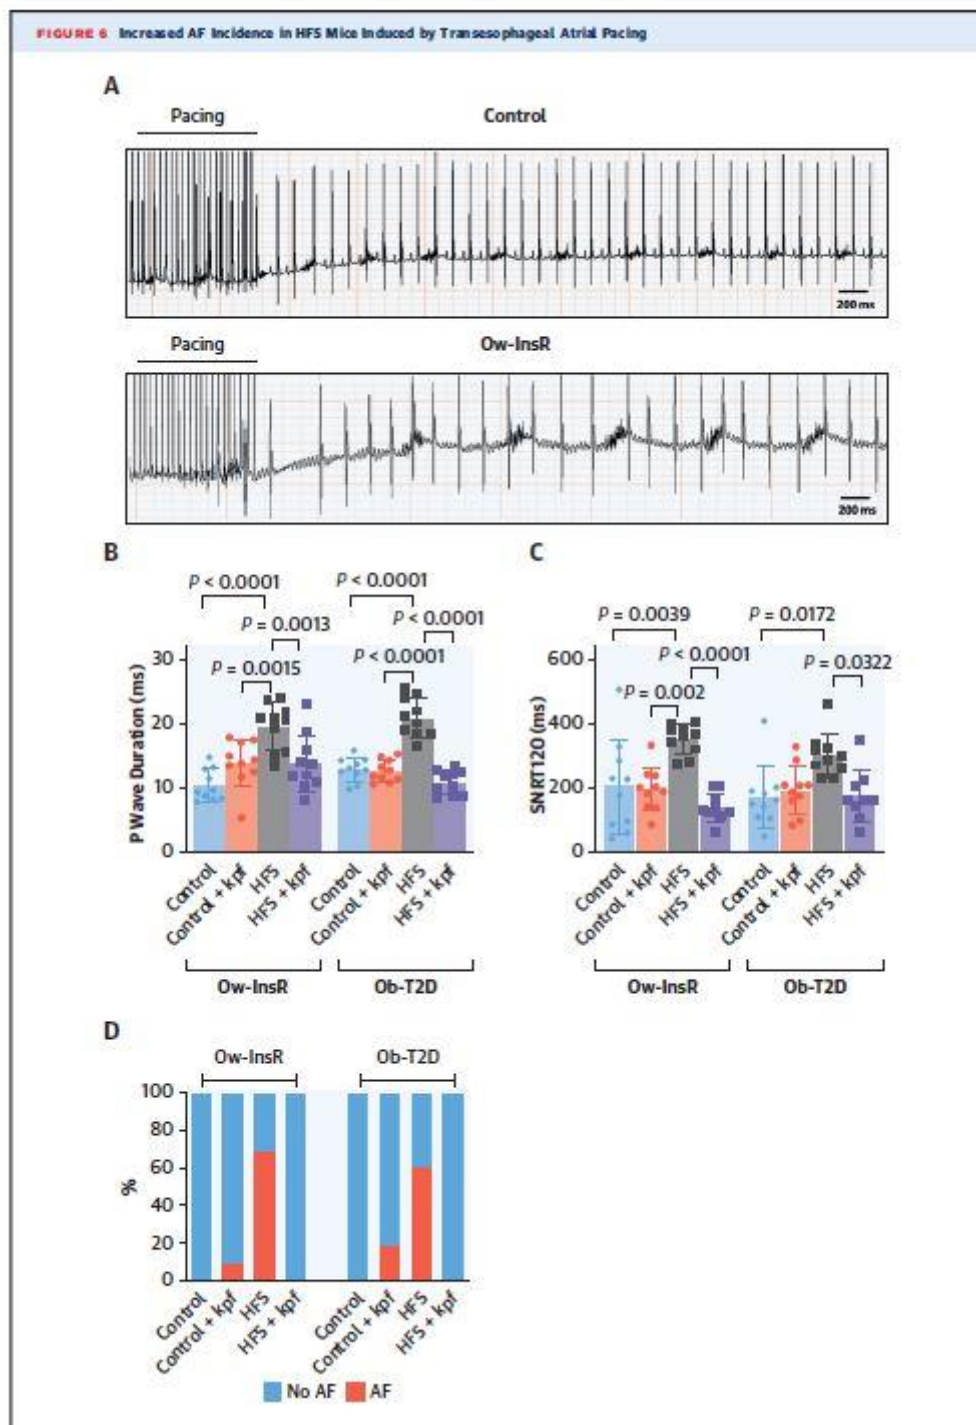 FIGURE 6 Increased AF Incidence in HFS Mice Induced by Transesophageal Atrial Pacing
A
Pacing
Control
200 ms
Pacing
Ow-InsR
200 ms
B
P < 0.0001
P < 0.0001
P = 0.0013
P < 0.0001
P = 0.0015
P < 0.0001
P Wave Duration (ms)
30
20
10
0
Control
Control + kpf
HFS
HFS + kpf
Control
Control + kpf
HFS
HFS + kpf
Ow-InsR
Ob-T2D
C
P = 0.0039
P = 0.0172
P < 0.0001
P = 0.0322
P = 0.002
SNRT120 (ms)
600
400
200
0
Control
Control + kpf
HFS
HFS + kpf
Control
Control + kpf
HFS
HFS + kpf
Ow-InsR
Ob-T2D
D
Ow-InsR
Ob-T2D
%
100
80
60
40
20
0
Control
Control + kpf
HFS
HFS + kpf
Control
Control + kpf
HFS
HFS + kpf
No AF
AF